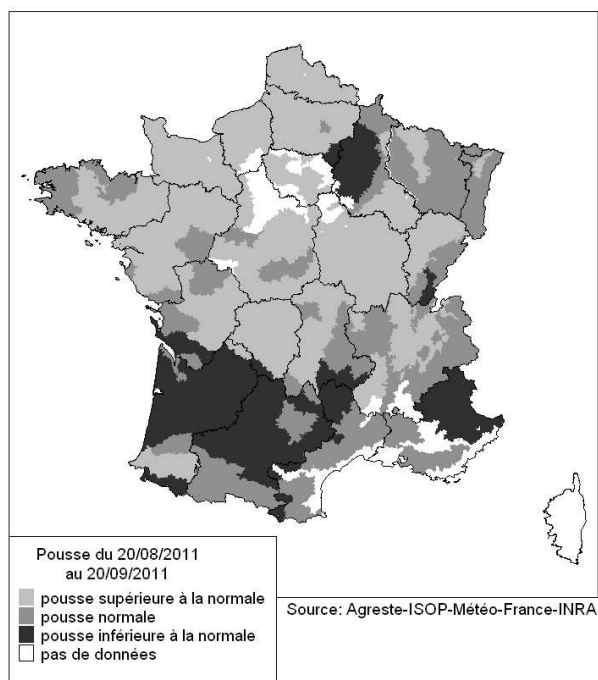 Pousse du 20/08/2011
au 20/09/2011
pousse supérieure à la normale
pousse normale
pousse inférieure à la normale
pas de données
Source: Agreste-ISOP-Météo-France-INRA